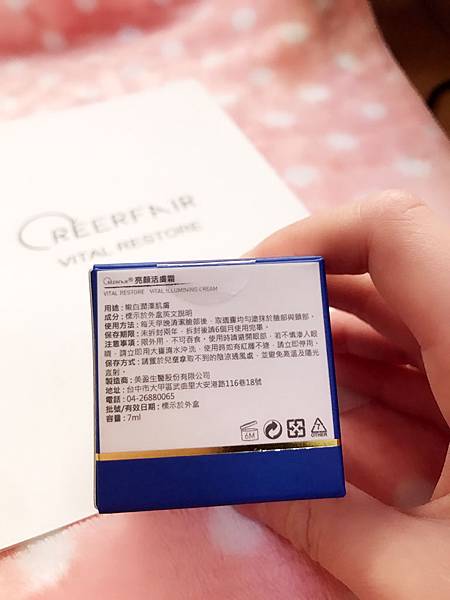 REERFAIR
VITAL RESTORE
亮顏活膚霜
VITAL RESTORE VITAL ILLUMINING CREAM
用途：嫩白潤澤肌膚
成分：標示於外盒英文說明
使用方法：每天早晚清潔臉部後，取適量均勻塗抹於臉部與頸部。
保存期限：未拆封兩年，拆封後請6個月使用完畢。
注意事項：限外用，不可吞食。使用時請避開眼部，若不慎滲入眼
睛，請立即用大量清水沖洗。使用時如有紅腫不適，請立即停用。
保存方式：請置於兒童拿取不到的陰涼通風處，並避免高溫及陽光
直射。
製造商：美盈生醫股份有限公司
地址：台中市大甲區武曲里大安港路116巷18號
電話：04-26880065
批號/有效日期：標示於外盒
容量：7ml
6M
7
OTHER